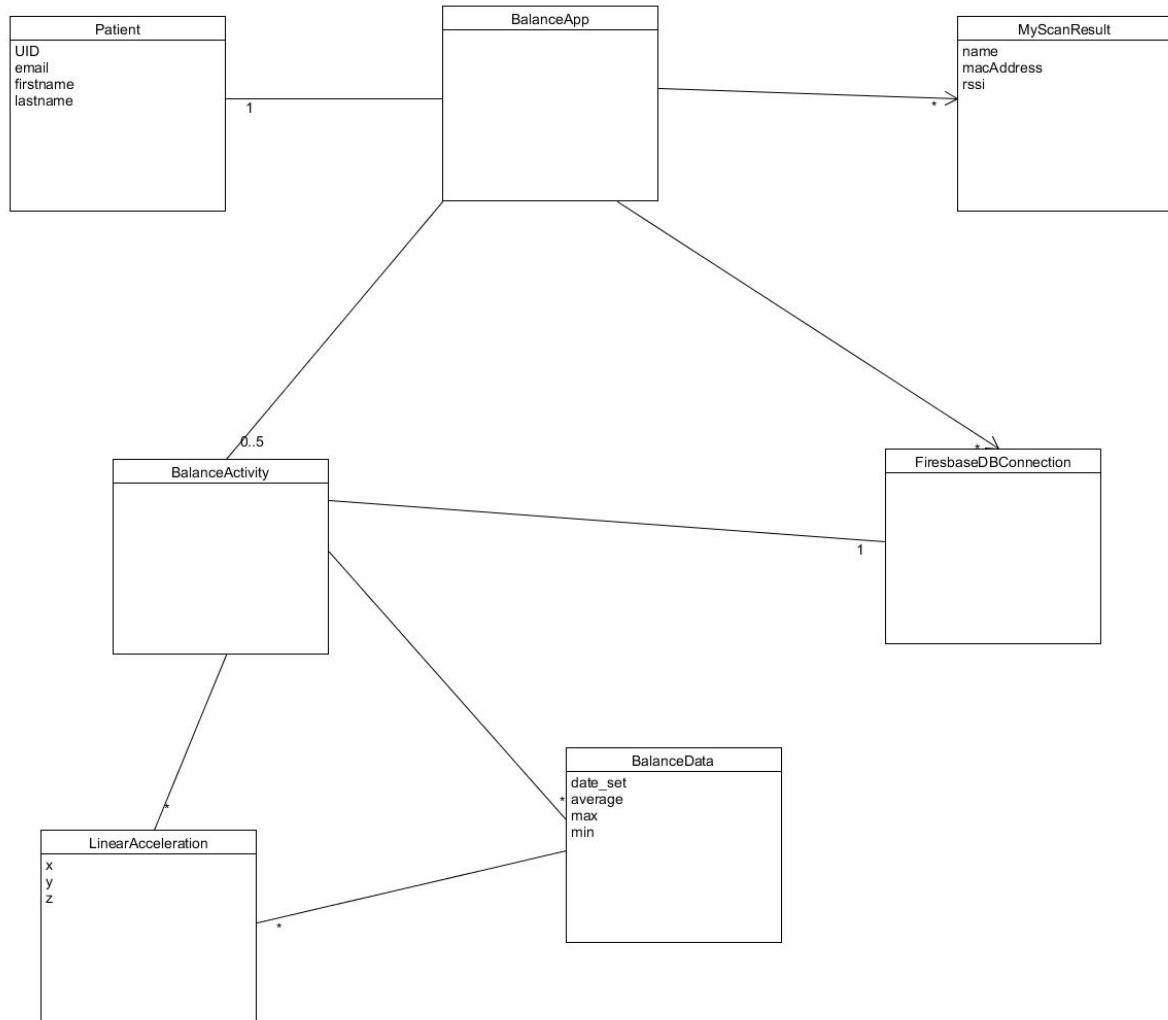 Patient
UID
email
firstname
lastname
1
BalanceApp
MyScanResult
name
macAddress
rssi
*
0..5
BalanceActivity
*
FiresbaseDBConnection
1
*
LinearAcceleration
x
y
z
*
BalanceData
date_set
average
max
min
*